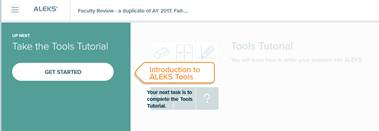 ALEKS
Faculty Review - a duplicate of AY 2017, Fall...
UP NEXT
Take the Tools Tutorial
GET STARTED
Introduction to
ALEKS Tools
Your next task is to
complete the Tools
Tutorial.
?
Tools Tutorial
You will learn how to enter your answers into ALEKS.